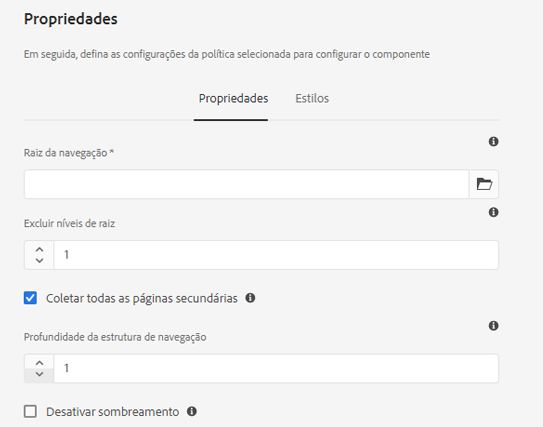 Propriedades
Em seguida, defina as configurações da política selecionada para configurar o componente
Propriedades Estilos
Raiz da navegação *
Excluir níveis de raiz
1
Coletar todas as páginas secundárias
Profundidade da estrutura de navegação
1
Desativar sombreamento